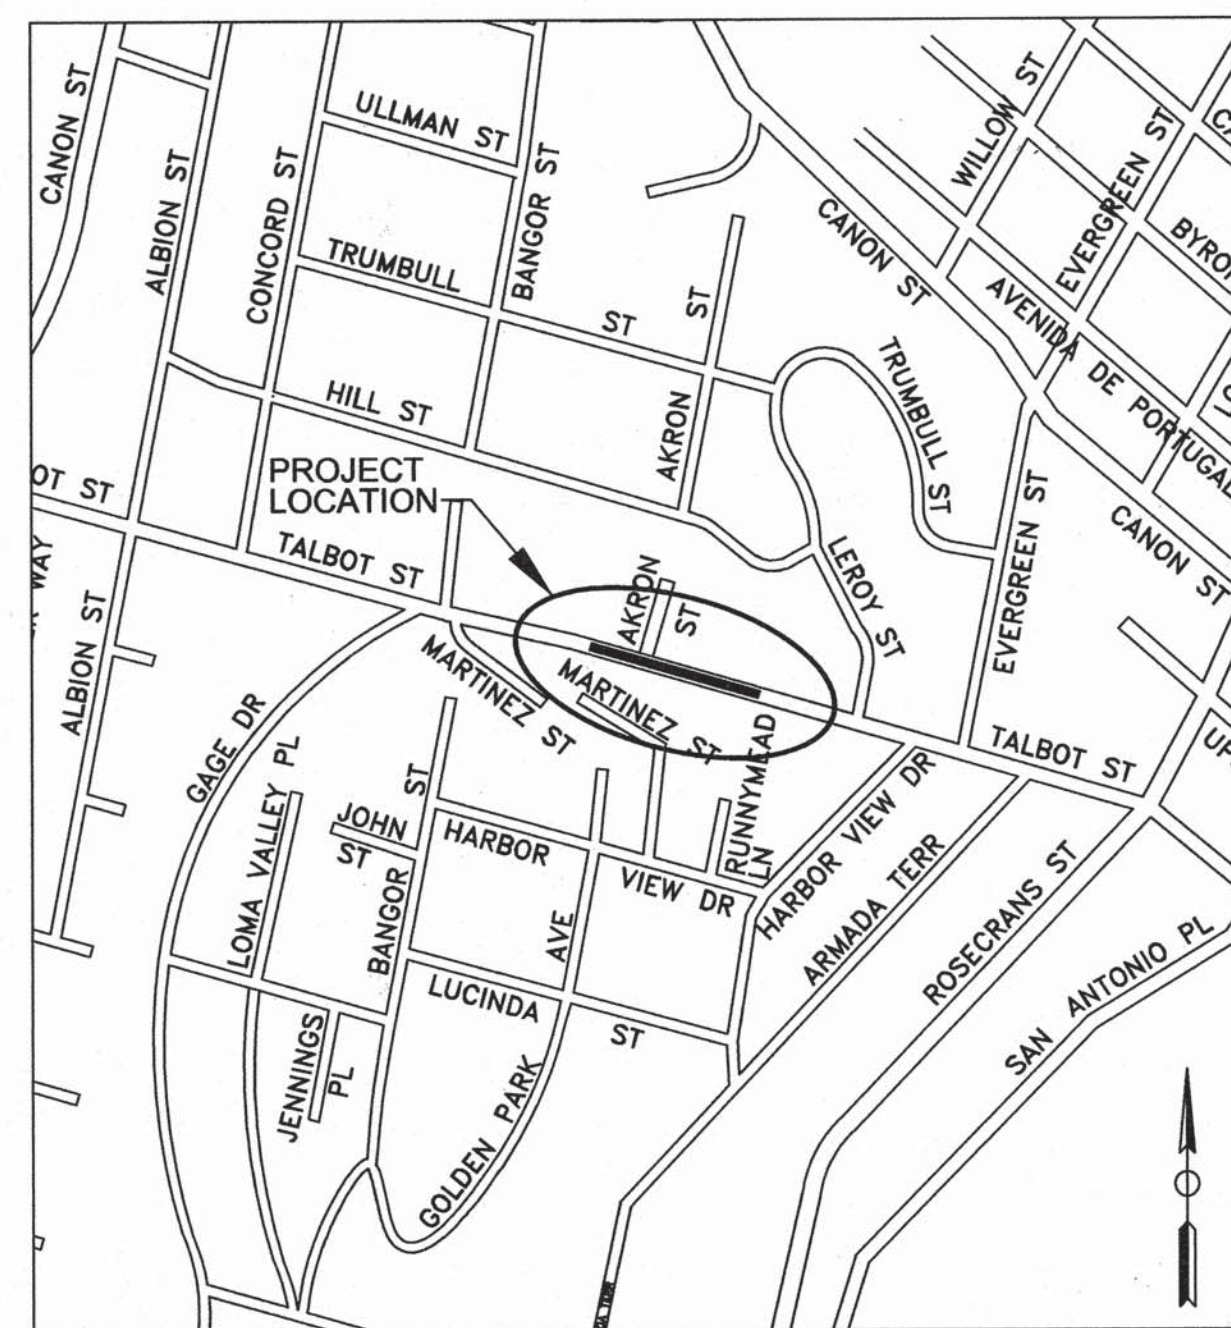 CANON ST
ALBION ST
CONCORD ST
ULLMAN ST
BANGOR ST
TRUMBULL
ST
HILL ST
AKRON
ST
CANON ST
WILLOW ST
EVERGREEN ST
AVENIDA DE PORTUGAL
TRUMBULL ST
CANON ST
EVERGREEN ST
LEROY ST
PROJECT
LOCATION
OT ST
WAY
TALBOT ST
ALBION ST
GAGE DR
MARTINEZ ST
AKRON
ST
MARTINEZ ST
RUNNYMEAD
LN
TALBOT ST
HARBOR VIEW DR
ARMADA TERR
ROSECRANS ST
SAN ANTONIO PL
LOMA VALLEY PL
JOHN
ST
BANGOR
ST
HARBOR
VIEW DR
LUCINDA
ST
JENNINGS
PL
GOLDEN PARK
AVE